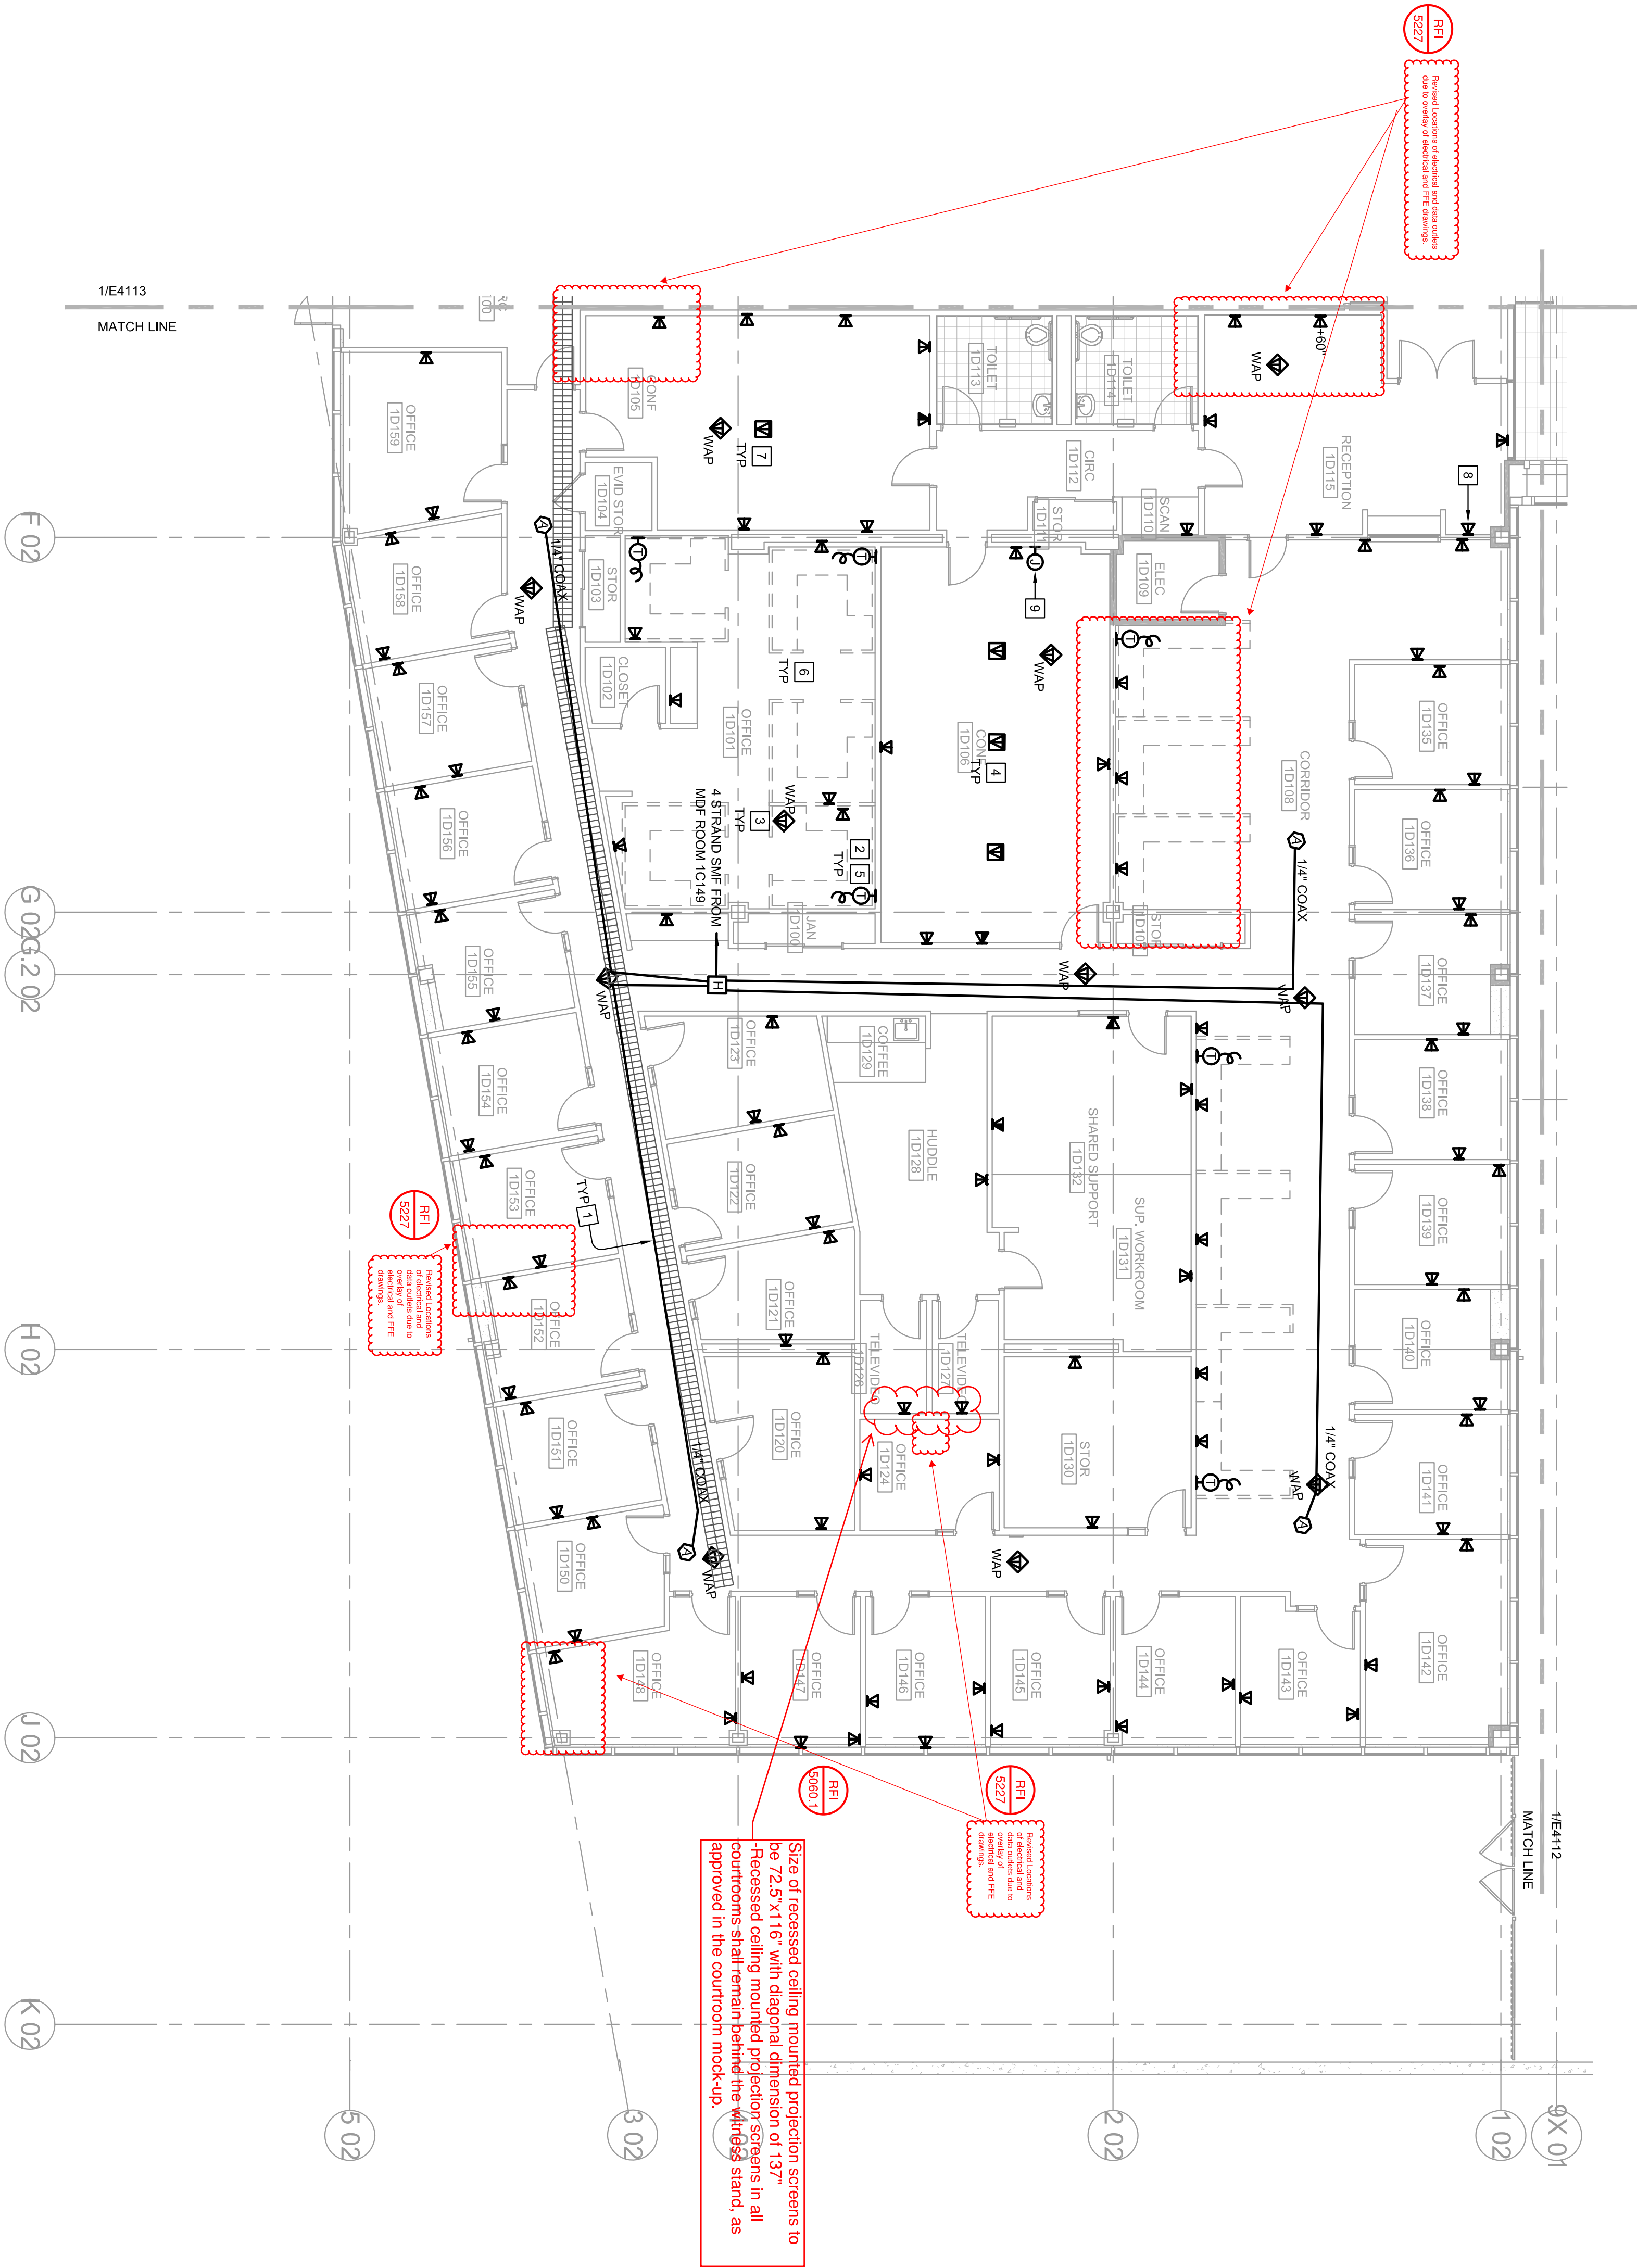 RFI
5227
Revised Locations of electrical and data outlets
due to overlay of electrical and FFE drawings.
1/E4113
MATCH LINE
1/E4112
MATCH LINE
9X 01
1 02
2 02
3 02
5 02
F 02
G 02
G.2 02
H 02
J 02
K 02
+60"
WAP
RECEPTION
1D115
8
TOILET
1D114
TOILET
1D113
CIRC
1D112
SCAN
1D110
STOR
1D111
ELEC
1D109
J
9
CONF
1D105
7
TYP
WAP
EVID STOR
1D104
STOR
1D103
CLOSET
1D102
OFFICE
1D101
6
TYP
T
T
T
WAP
3
TYP
2
5
TYP
CONF
1D106
4
TYP
WAP
T
CORRIDOR
1D108
A
1/4" COAX
STOR
JAN
1D100
4 STRAND SMF FROM
MDF ROOM 1C149
H
WAP
WAP
WAP
A
1/4" COAX
WAP
OFFICE
1D159
OFFICE
1D158
OFFICE
1D157
OFFICE
1D156
OFFICE
1D155
OFFICE
1D154
OFFICE
1D153
OFFICE
1D152
OFFICE
1D151
OFFICE
1D150
OFFICE
1D148
OFFICE
1D147
OFFICE
1D146
OFFICE
1D145
OFFICE
1D144
OFFICE
1D143
OFFICE
1D142
OFFICE
1D141
OFFICE
1D140
OFFICE
1D139
OFFICE
1D138
OFFICE
1D137
OFFICE
1D136
OFFICE
1D135
OFFICE
1D123
OFFICE
1D122
OFFICE
1D121
OFFICE
1D120
OFFICE
1D124
COFFEE
1D129
HUDDLE
1D128
TELEVIDEO
1D126
TELEVIDEO
1D127
SHARED SUPPORT
1D132
SUP. WORKROOM
1D131
STOR
1D130
T
T
TYP
1
1/4" COAX
A
WAP
WAP
1/4" COAX
WAP
A
RFI
5227
Revised Locations
of electrical and
data outlets due to
overlay of
electrical and FFE
drawings.
RFI
5227
Revised Locations
of electrical and
data outlets due to
overlay of
electrical and FFE
drawings.
RFI
5060.1
Size of recessed ceiling mounted projection screens to
be 72.5"x116" with diagonal dimension of 137"
-Recessed ceiling mounted projection screens in all
courtrooms shall remain behind the witness stand, as
approved in the courtroom mock-up.